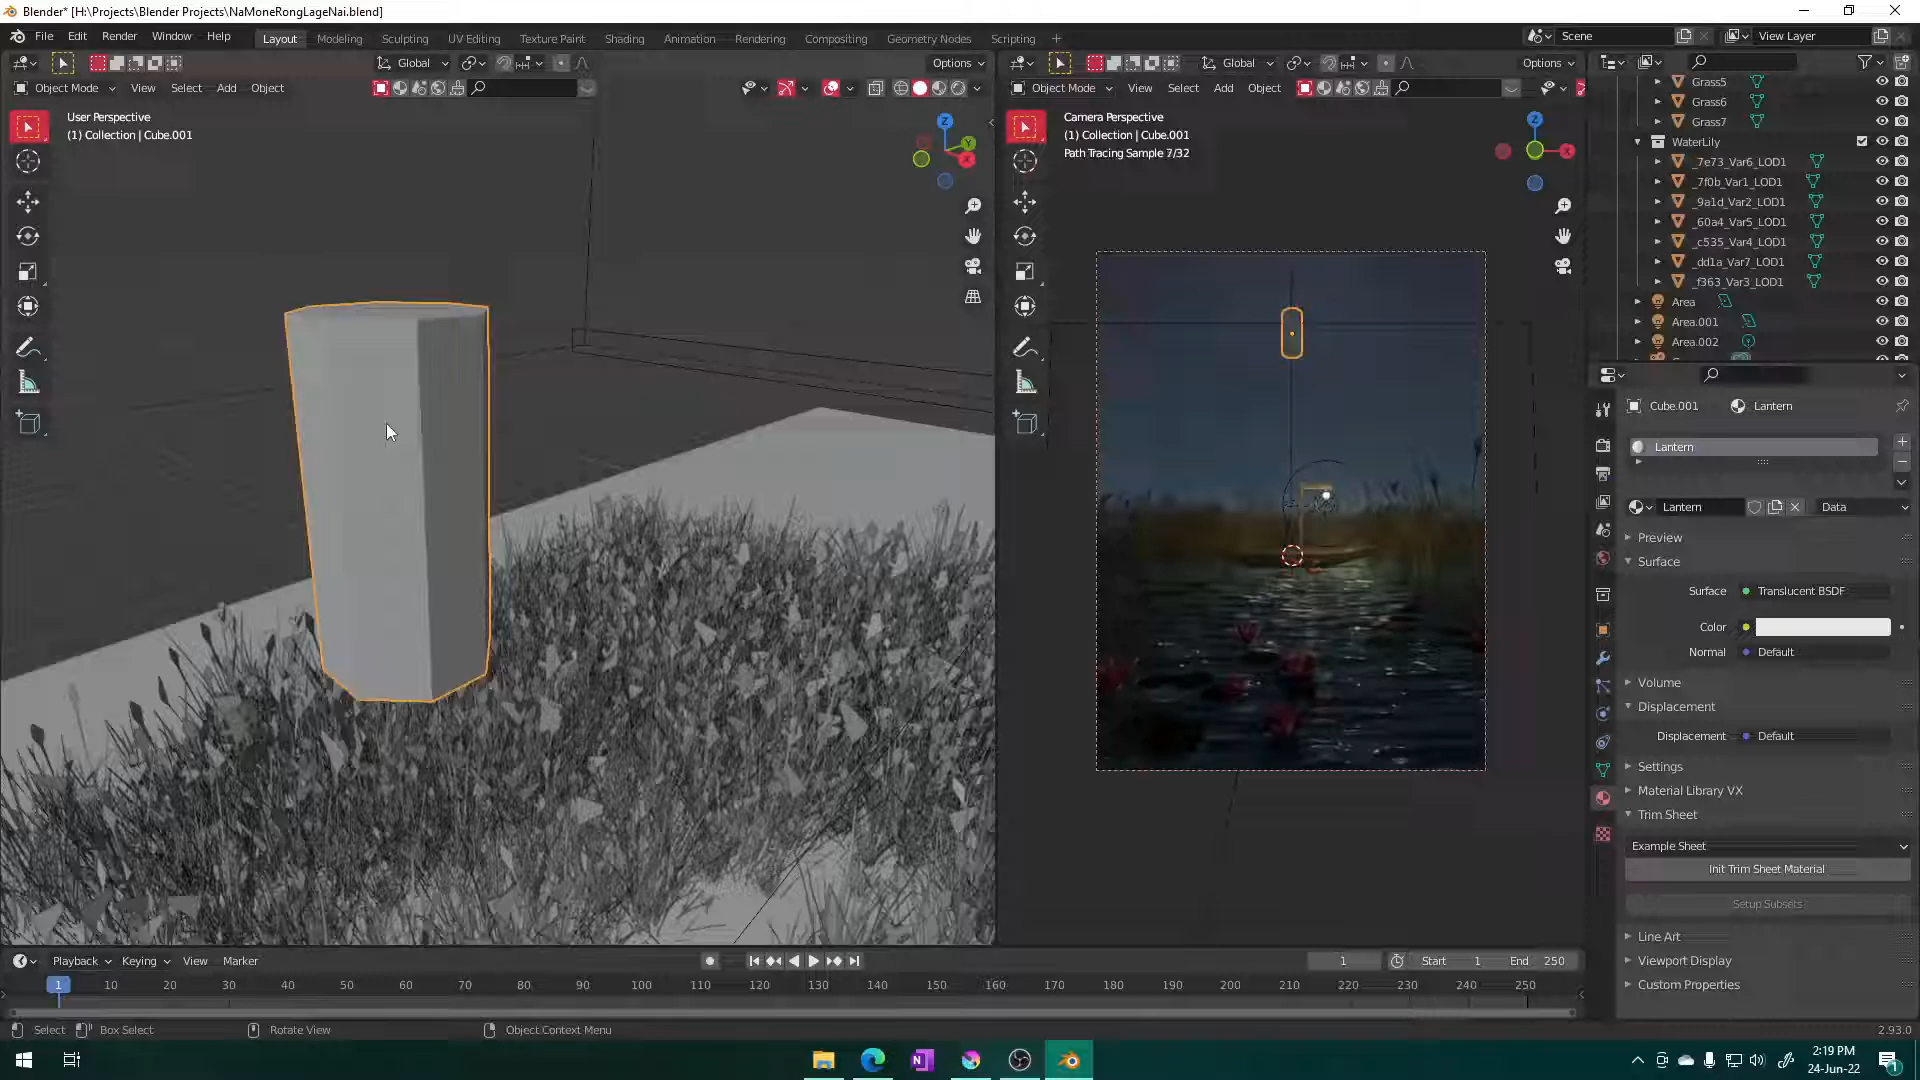 Blender* [H:\Projects\Blender Projects\NaMoneRongLageNai.blend]
File Edit Render Window Help
Layout Modeling Sculpting UV Editing Texture Paint Shading Animation Rendering Compositing Geometry Nodes Scripting
Scene View Layer
Global Options
Object Mode View Select Add Object
User Perspective
(1) Collection | Cube.001
Z
Y
X
Global Options
Object Mode View Select Add Object
Camera Perspective
(1) Collection | Cube.001
Path Tracing Sample 7/32
Z
X
Grass5
Grass6
Grass7
WaterLily
_7e73_Var6_LOD1
_7f0b_Var1_LOD1
_9a1d_Var2_LOD1
_60a4_Var5_LOD1
_c535_Var4_LOD1
_dd1a_Var7_LOD1
_f363_Var3_LOD1
Area
Area.001
Area.002
Cube.001 Lantern
Lantern
Lantern Data
Preview
Surface
Surface Translucent BSDF
Color
Normal Default
Volume
Displacement
Displacement Default
Settings
Material Library VX
Trim Sheet
Example Sheet
Init Trim Sheet Material
Setup Subsets
Line Art
Viewport Display
Custom Properties
Playback Keying View Marker
1 Start 1 End 250
1 10 20 30 40 50 60 70 80 90 100 110 120 130 140 150 160 170 180 190 200 210 220 230 240 250
Select Box Select Rotate View Object Context Menu
2.93.0
2:19 PM
24-Jun-22
1